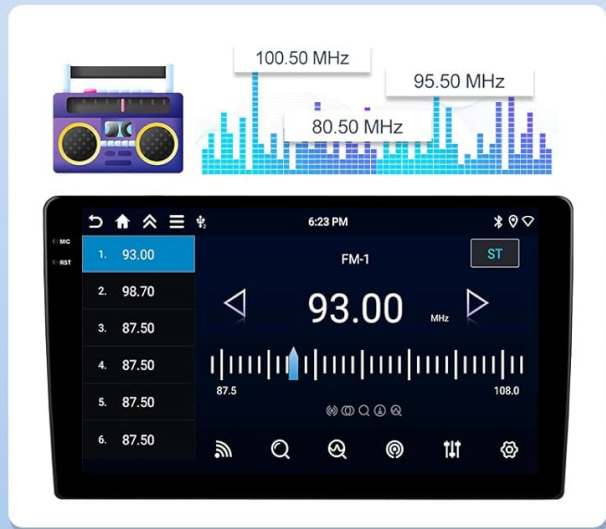 100.50 MHz
95.50 MHz
80.50 MHz
6:23 PM
MIC
RST
1. 93.00
2. 98.70
3. 87.50
4. 87.50
5. 87.50
6. 87.50
FM-1
ST
93.00 MHz
87.5
108.0